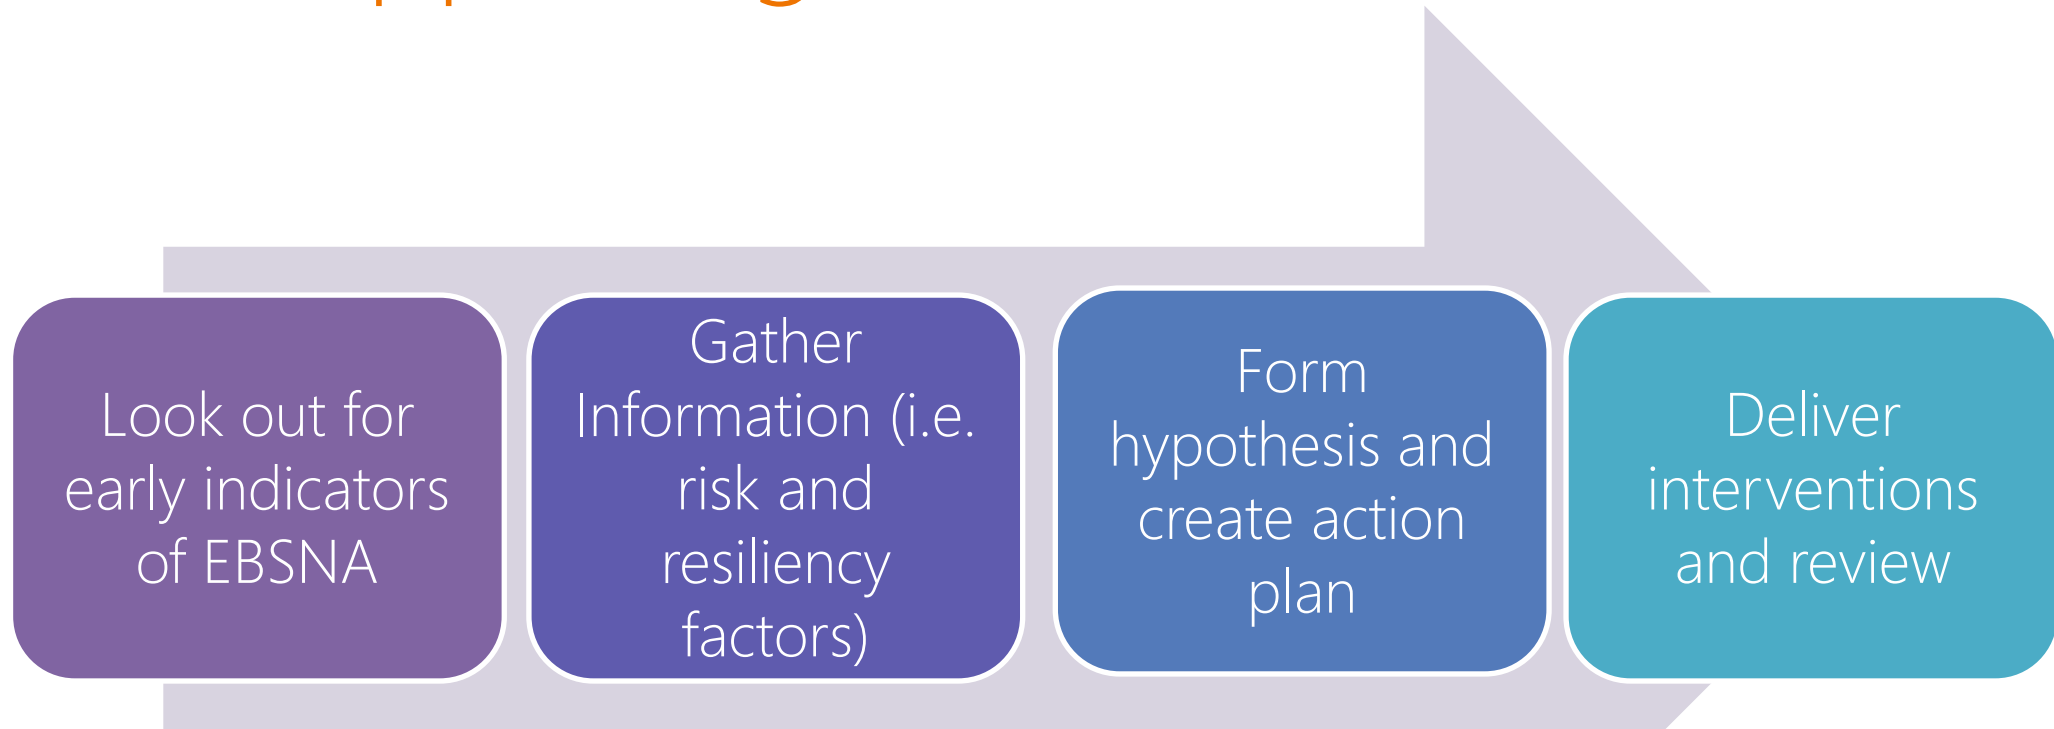 Look out for
early indicators
of EBSNA
Gather
Information (i.e.
risk and
resiliency
factors)
Form
hypothesis and
create action
plan
Deliver
interventions
and review